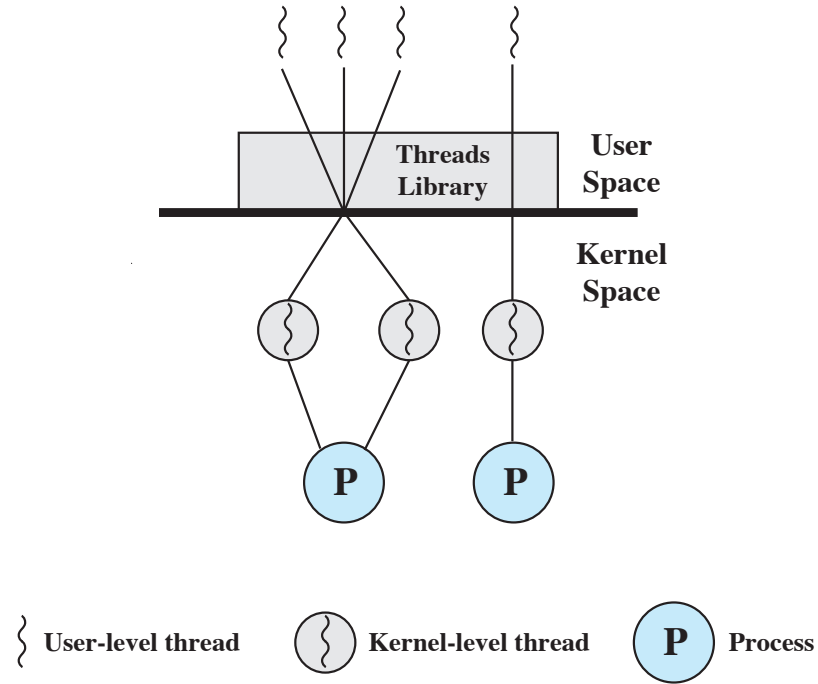 Threads
Library
User
Space
Kernel
Space
P
P
User-level thread
Kernel-level thread
P
Process